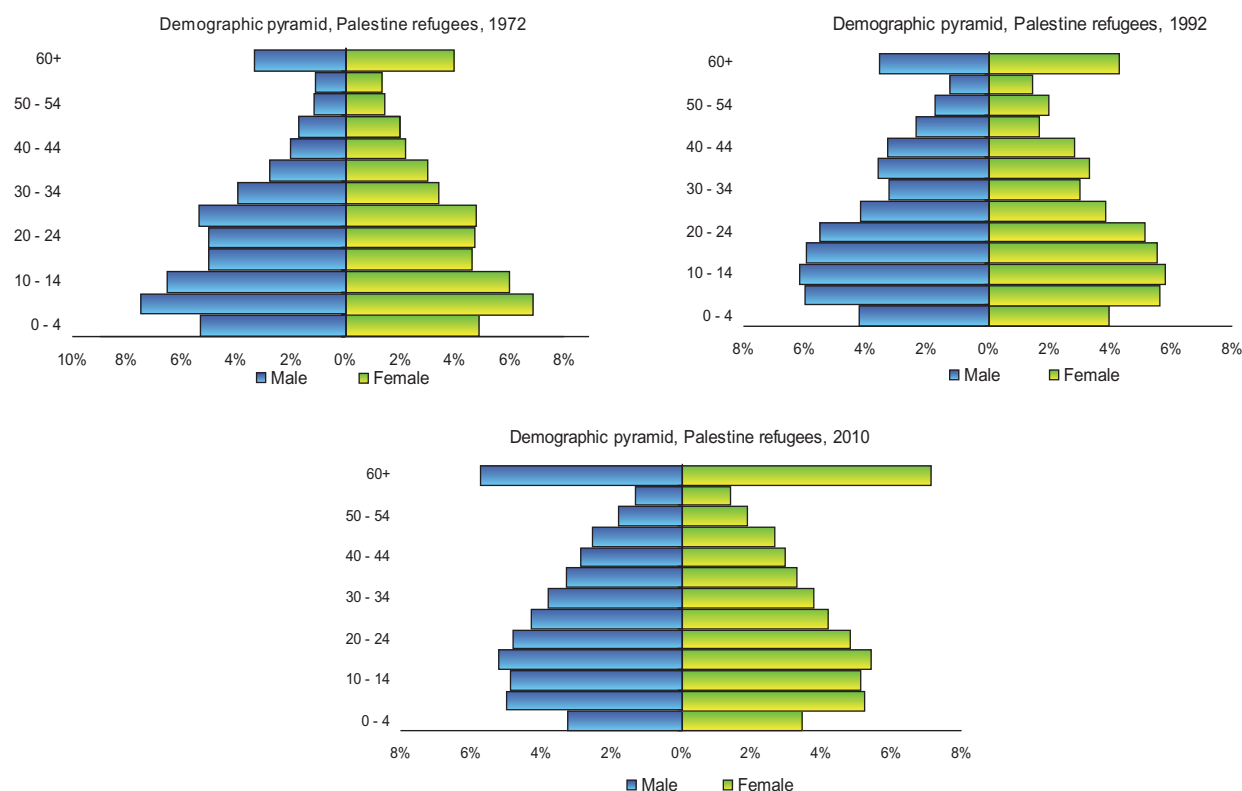 Demographic pyramid, Palestine refugees, 1972
60+
50 - 54
40 - 44
30 - 34
20 - 24
10 - 14
0 - 4
10% 8% 6% 4% 2% 0% 2% 4% 6% 8%
Male Female
Demographic pyramid, Palestine refugees, 1992
60+
50 - 54
40 - 44
30 - 34
20 - 24
10 - 14
0 - 4
8% 6% 4% 2% 0% 2% 4% 6% 8%
Male Female
Demographic pyramid, Palestine refugees, 2010
60+
50 - 54
40 - 44
30 - 34
20 - 24
10 - 14
0 - 4
8% 6% 4% 2% 0% 2% 4% 6% 8%
Male Female